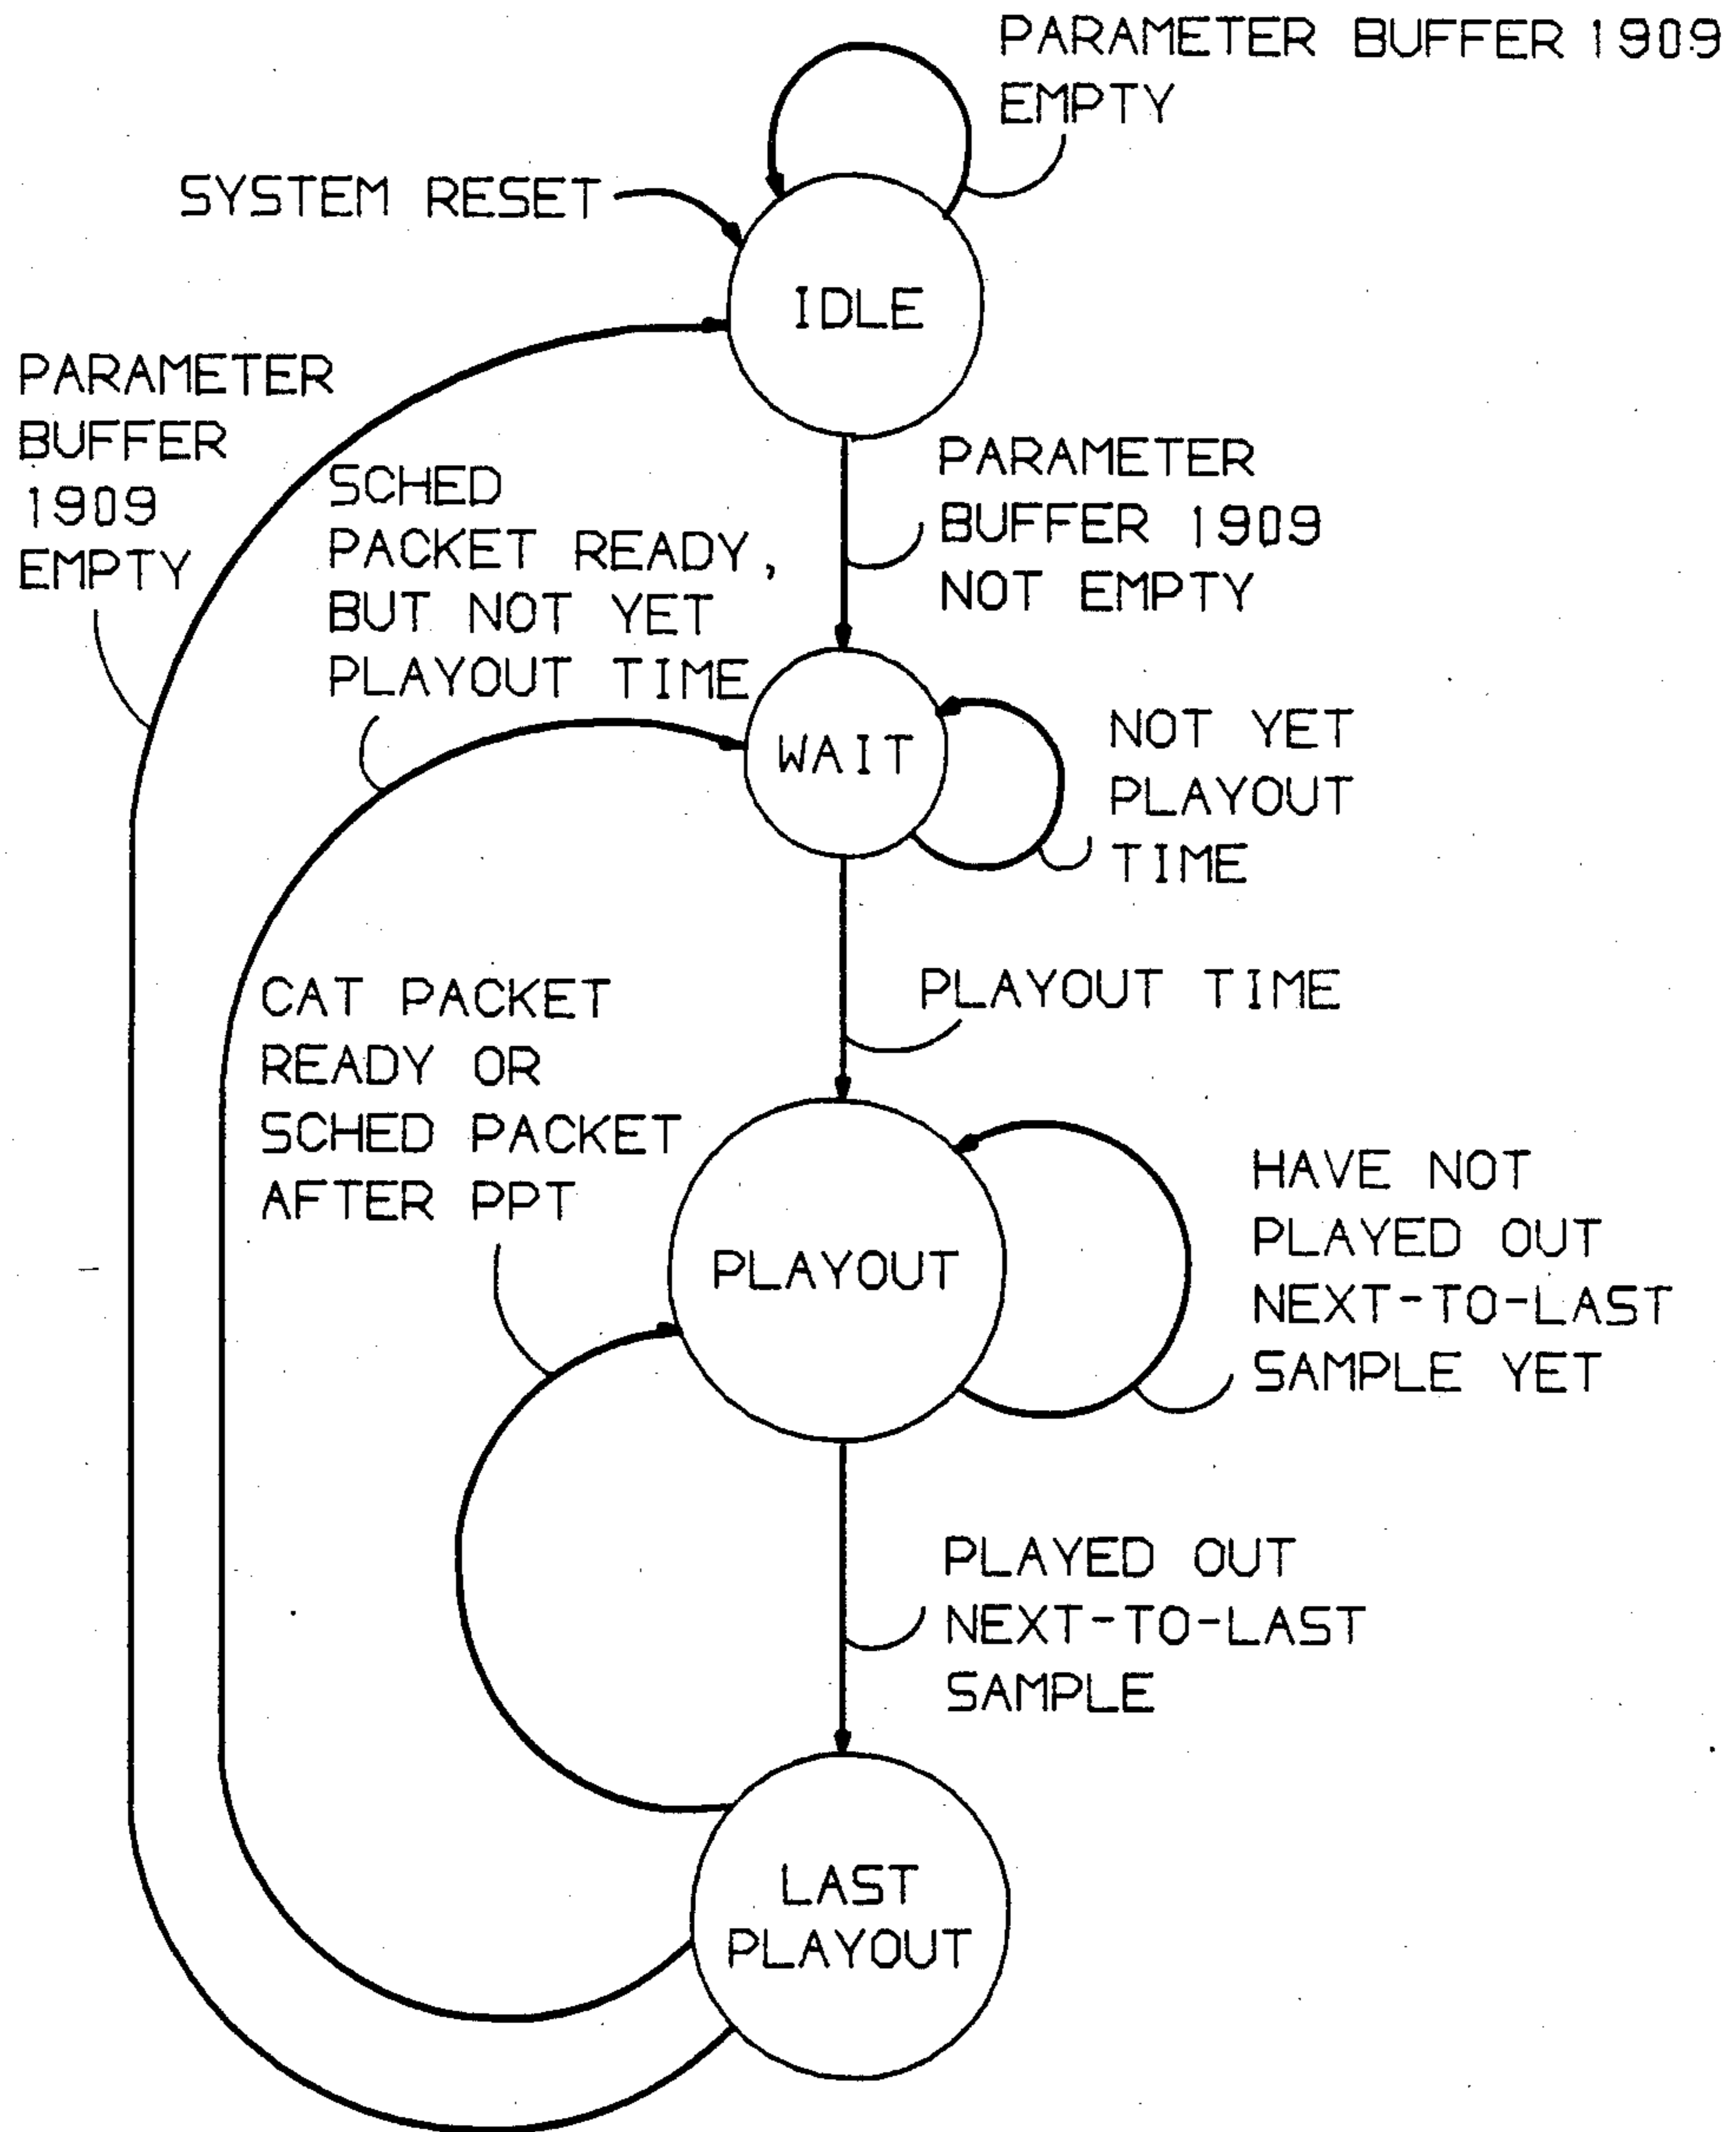 PARAMETER BUFFER 1909
EMPTY
SYSTEM RESET
IDLE
PARAMETER
BUFFER
1909
EMPTY
SCHED
PACKET READY,
BUT NOT YET
PLAYOUT TIME
PARAMETER
BUFFER 1909
NOT EMPTY
WAIT
NOT YET
PLAYOUT
TIME
PLAYOUT TIME
CAT PACKET
READY OR
SCHED PACKET
AFTER PPT
PLAYOUT
HAVE NOT
PLAYED OUT
NEXT-TO-LAST
SAMPLE YET
PLAYED OUT
NEXT-TO-LAST
SAMPLE
LAST
PLAYOUT